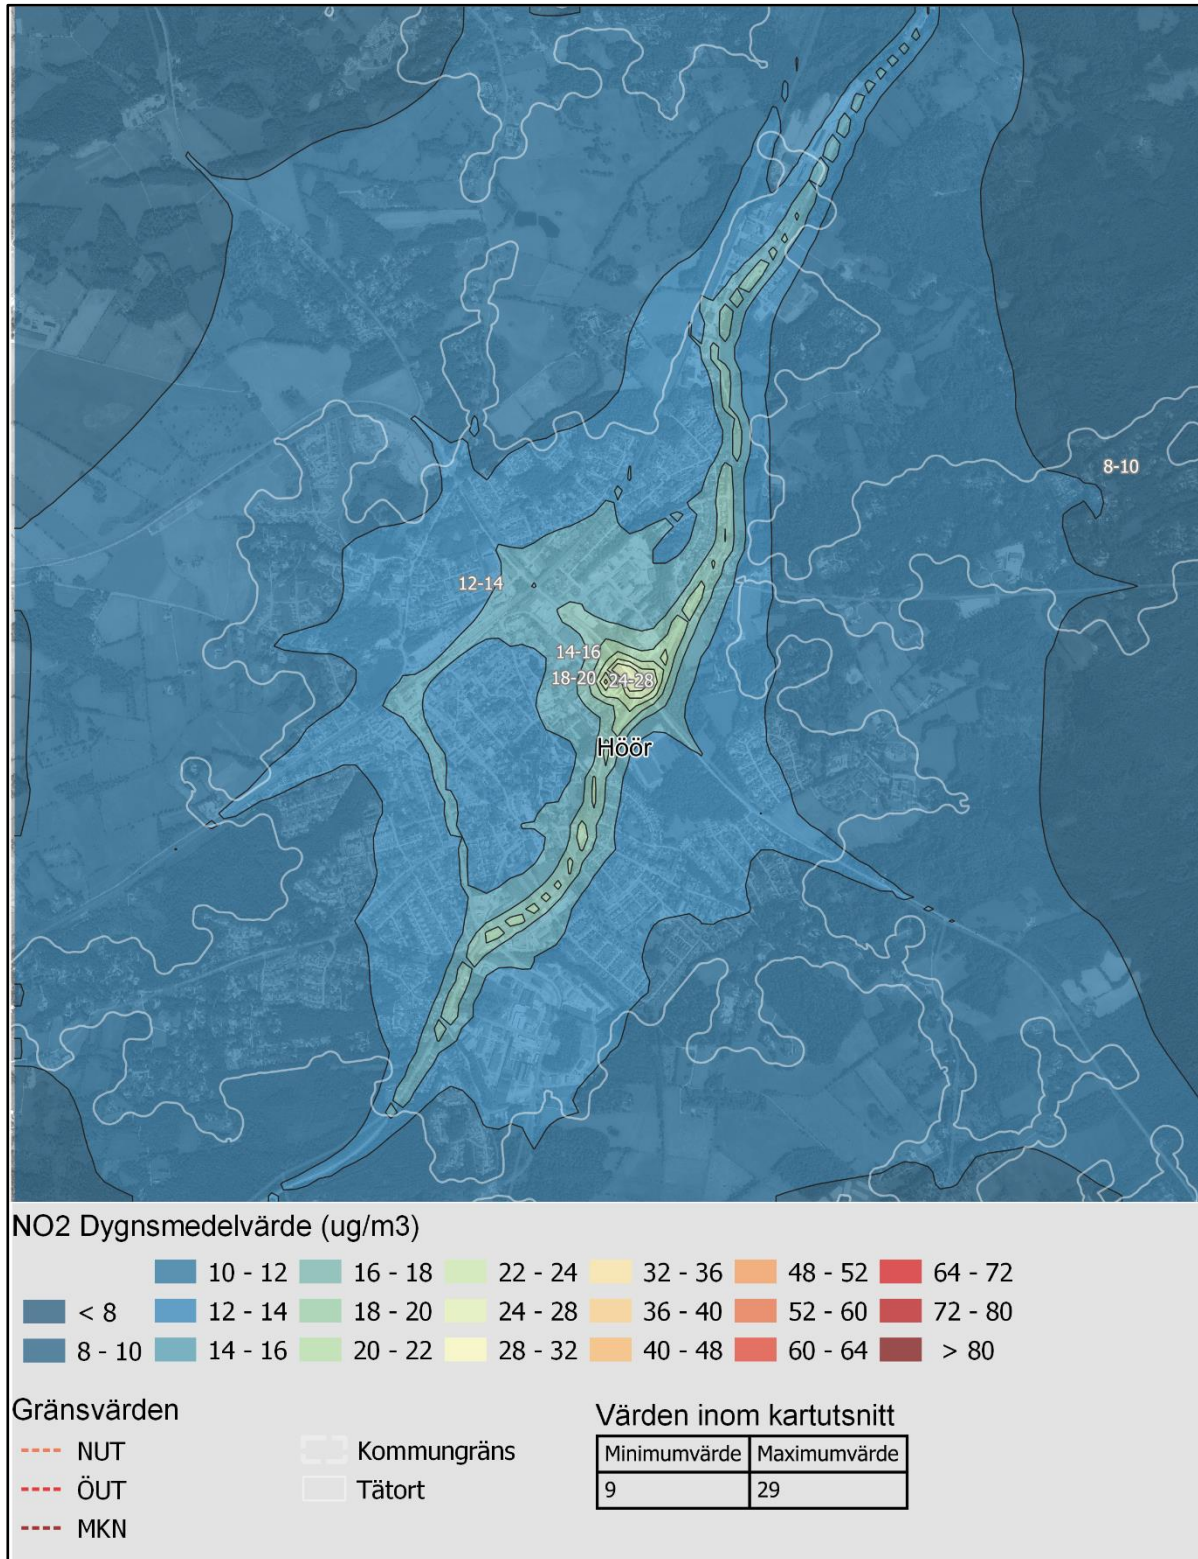 8-10
12-14
14-16
18-20 24-28
Höör
NO2 Dygnsmedelvärde (ug/m3)
10 - 12 16 - 18 22 - 24 32 - 36 48 - 52 64 - 72
< 8 12 - 14 18 - 20 24 - 28 36 - 40 52 - 60 72 - 80
8 - 10 14 - 16 20 - 22 28 - 32 40 - 48 60 - 64 > 80
Gränsvärden
NUT
ÖUT
MKN
Kommungräns
Tätort
Värden inom kartutsnitt
Minimumvärde Maximumvärde
9 29